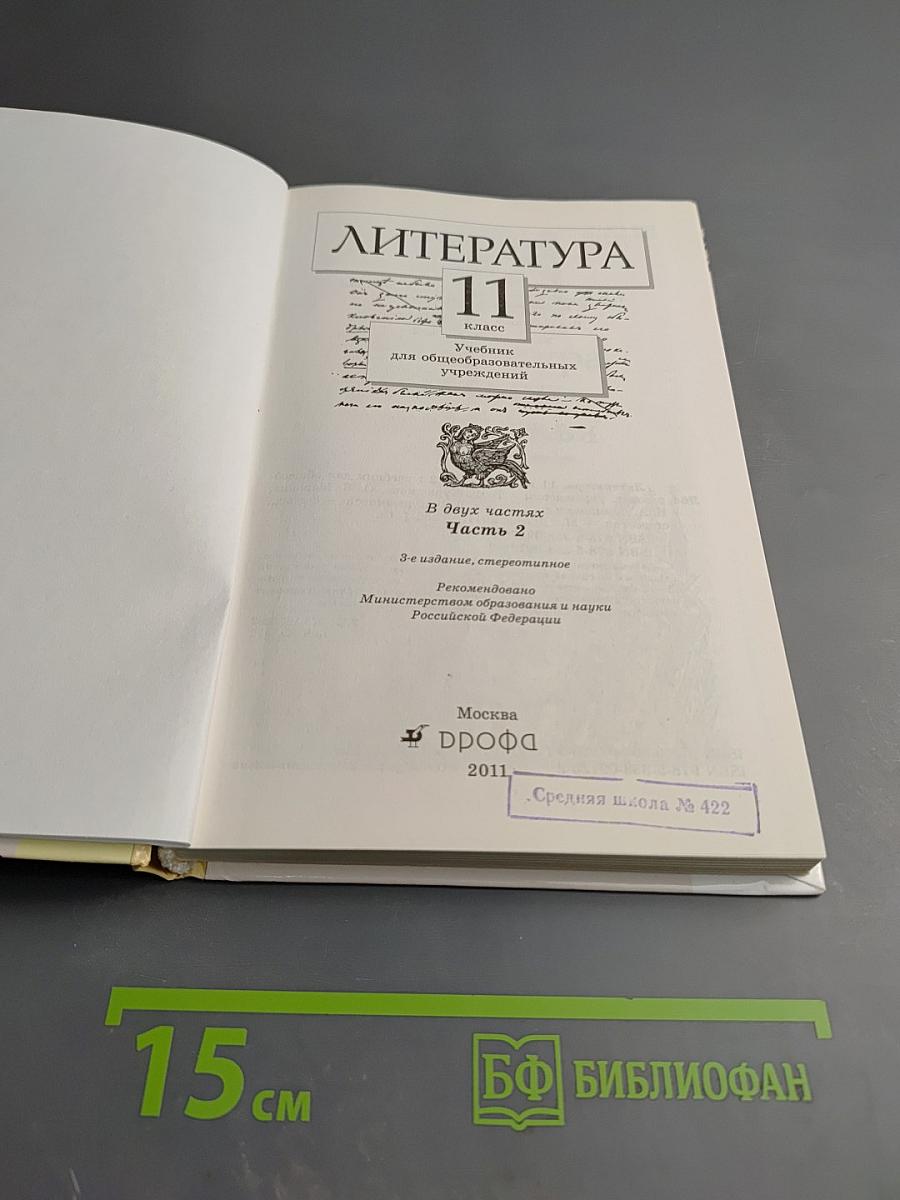 ЛИТЕРАТУРА
11
класс
Учебник
для общеобразовательных
учреждений
В двух частях
Часть 2
3-е издание, стереотипное
Рекомендовано
Министерством образования и науки
Российской Федерации
Москва
дрофа
2011
Средняя школа № 422
15 см
БФ БИБЛИОФАН